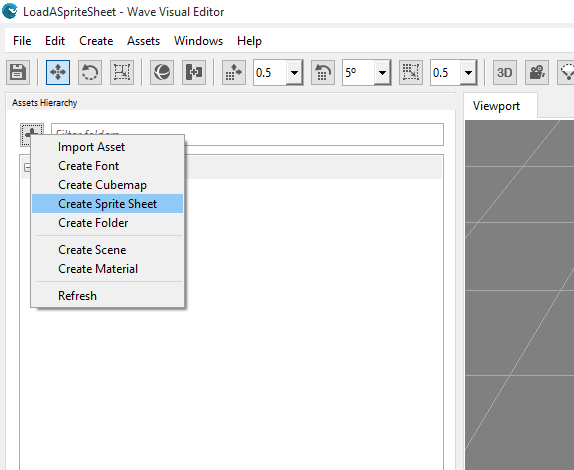 LoadASpriteSheet - Wave Visual Editor
File Edit Create Assets Windows Help
0.5 5º 0.5 3D
Assets Hierarchy
Viewport
Filter folders
Import Asset
Create Font
Create Cubemap
Create Sprite Sheet
Create Folder
Create Scene
Create Material
Refresh